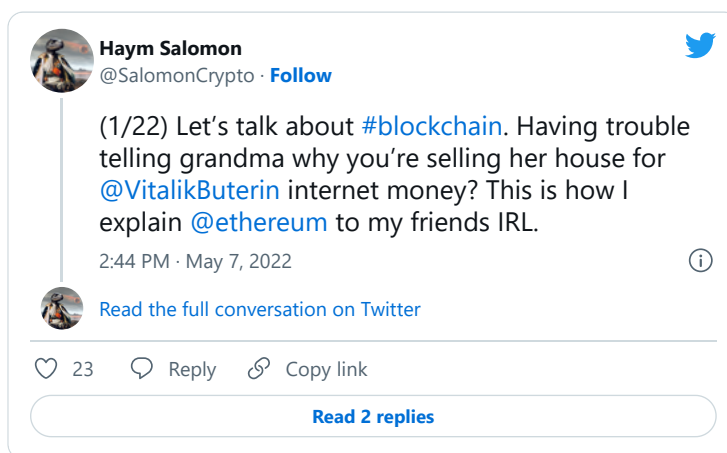 Haym Salomon
@SalomonCrypto · Follow
(1/22) Let’s talk about #blockchain. Having trouble
telling grandma why you’re selling her house for
@VitalikButerin internet money? This is how I
explain @ethereum to my friends IRL.
2:44 PM · May 7, 2022
Read the full conversation on Twitter
23 Reply Copy link
Read 2 replies